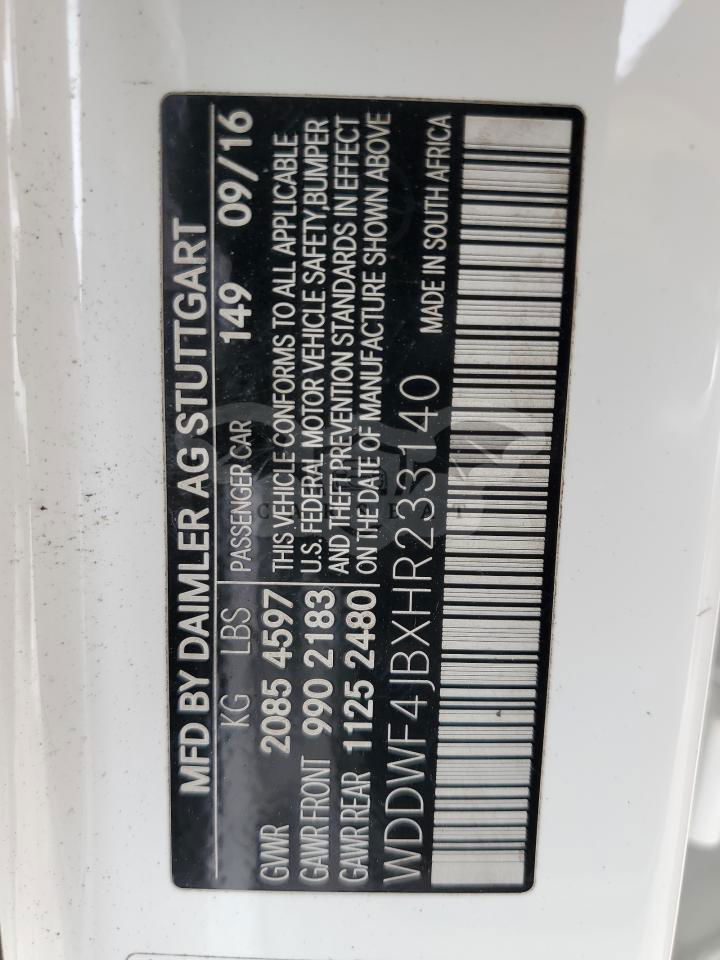 MFD BY DAIMLER AG STUTTGART
KG LBS PASSENGER CAR 149 09/16
GVWR 2085 4597 THIS VEHICLE CONFORMS TO ALL APPLICABLE
GAWR FRONT 990 2183 U.S. FEDERAL MOTOR VEHICLE SAFETY,BUMPER
GAWR REAR 1125 2480 AND THEFT PREVENTION STANDARDS IN EFFECT
ON THE DATE OF MANUFACTURE SHOWN ABOVE
WDDWF4JBXHR233140 MADE IN SOUTH AFRICA